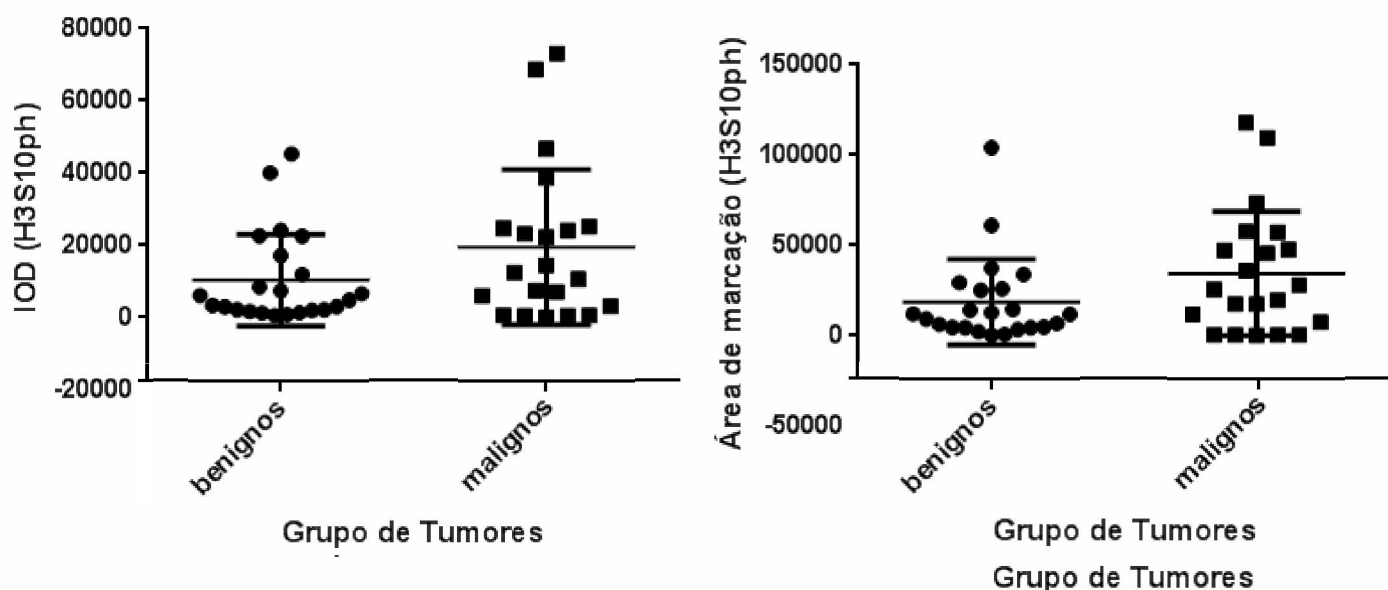 IOD (H3S10ph)
80000
60000
40000
20000
0
-20000
benignos
malignos
Grupo de Tumores
Área de marcação (H3S10ph)
150000
100000
50000
0
-50000
benignos
malignos
Grupo de Tumores
Grupo de Tumores